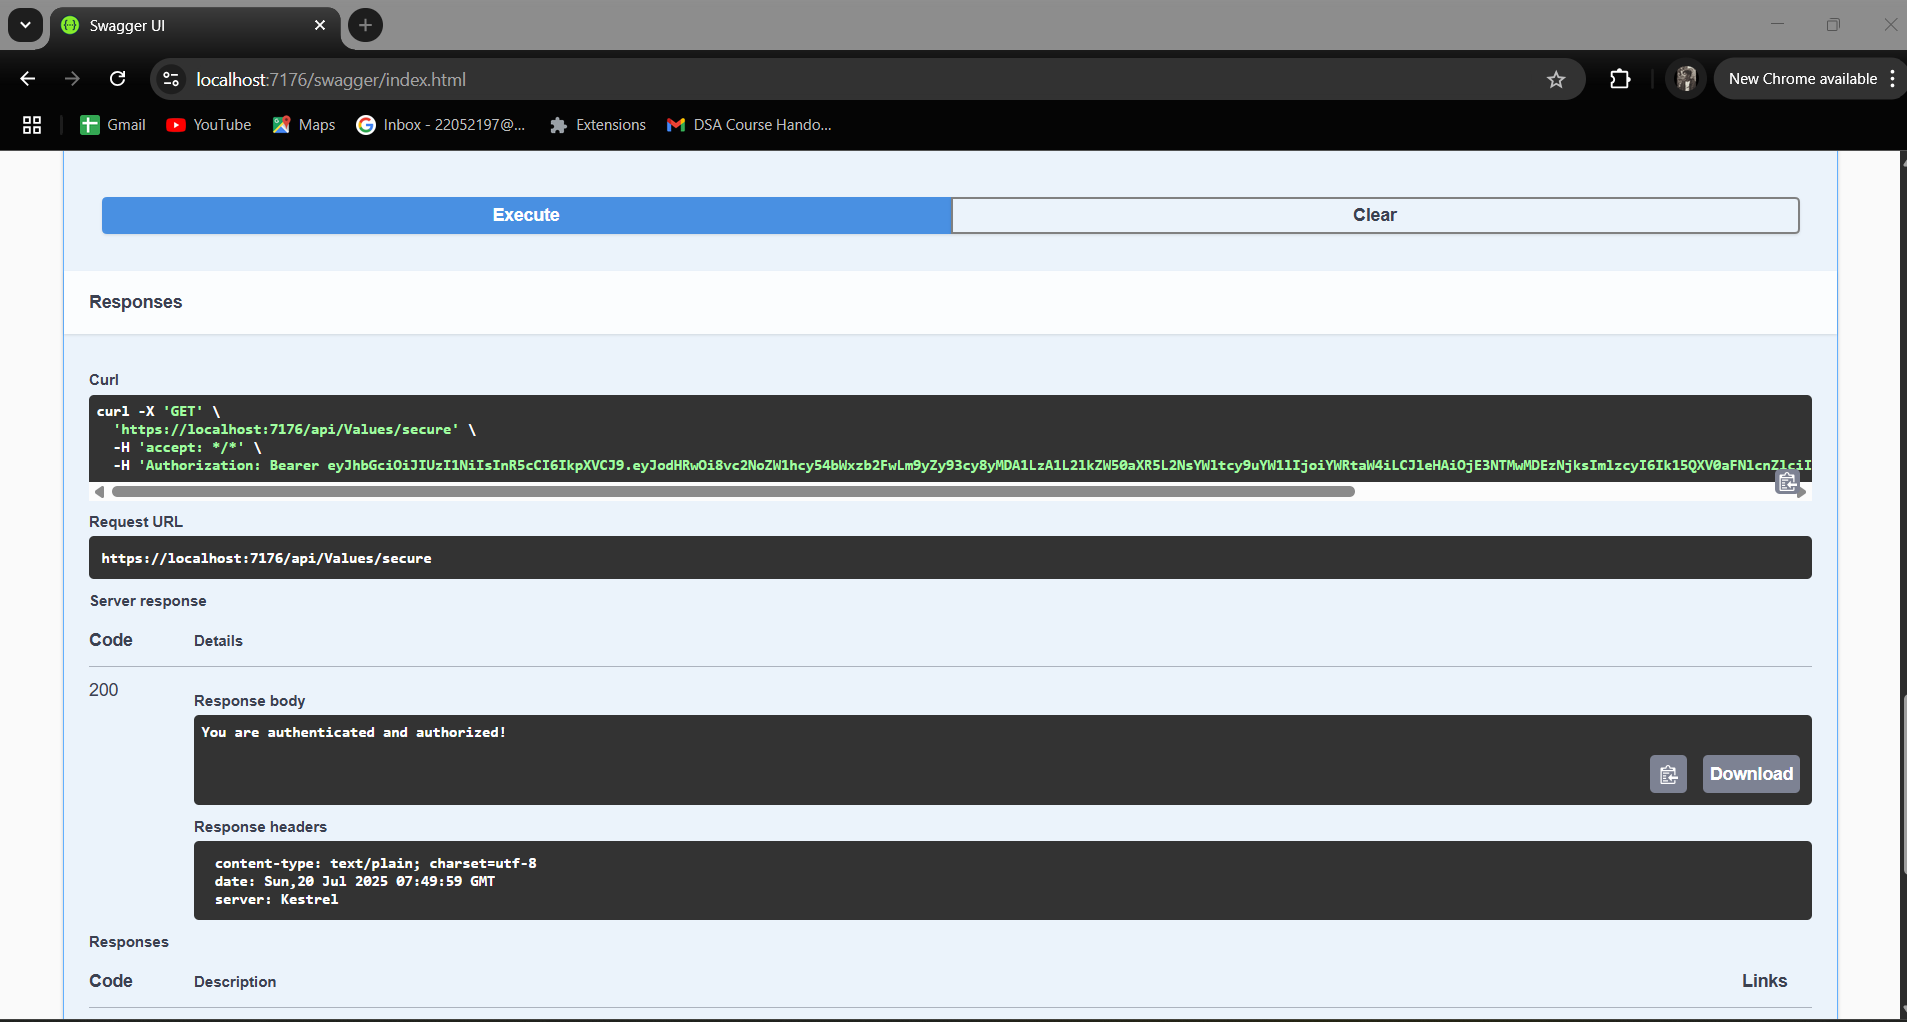 Swagger UI
localhost:7176/swagger/index.html
New Chrome available
Gmail
YouTube
Maps
Inbox - 22052197@...
Extensions
DSA Course Hando...
Execute
Clear
Responses
Curl
curl -X 'GET' \
'https://localhost:7176/api/Values/secure' \
-H 'accept: */*' \
-H 'Authorization: Bearer eyJhbGciOiJIUzI1NiIsInR5cCI6IkpXVCJ9.eyJodHRwOi8vc2NoZW1hcy54bWxzb2FwLm9yZy93cy8yMDA1LzA1L2lkZW50aXR5L2NsYWltcy9uYW1lIjoiYWRtaW4iLCJleHAiOjE3NTMwMDEzNjksImlzcyI6Ik15QXV0aFNlcnZlciI
Request URL
https://localhost:7176/api/Values/secure
Server response
Code
Details
200
Response body
You are authenticated and authorized!
Download
Response headers
content-type: text/plain; charset=utf-8
date: Sun,20 Jul 2025 07:49:59 GMT
server: Kestrel
Responses
Code
Description
Links